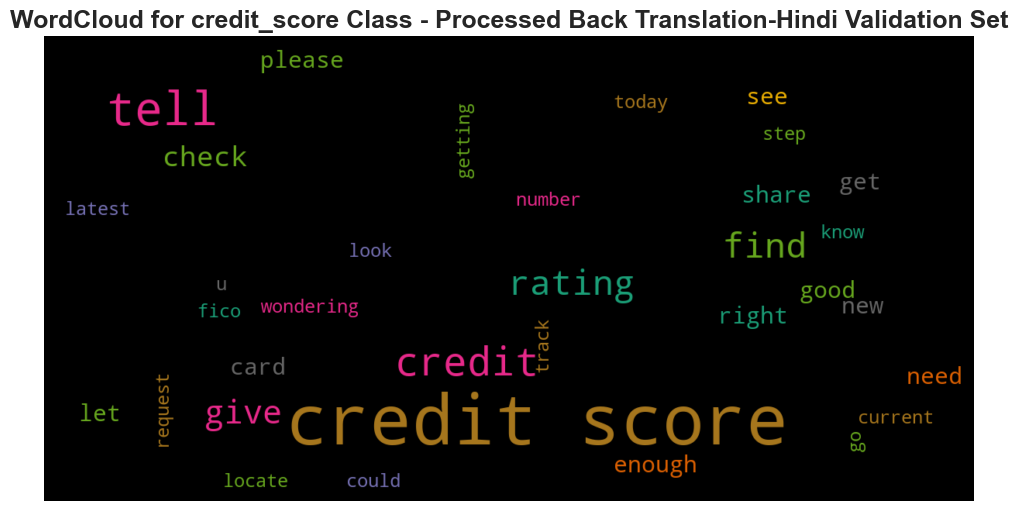 WordCloud for credit_score Class - Processed Back Translation-Hindi Validation Set
please
tell
today
see
getting
step
check
get
share
number
latest
know
find
look
rating
u
good
new
fico
wondering
right
track
credit
card
need
request
give
let
credit score
current
go
enough
locate
could